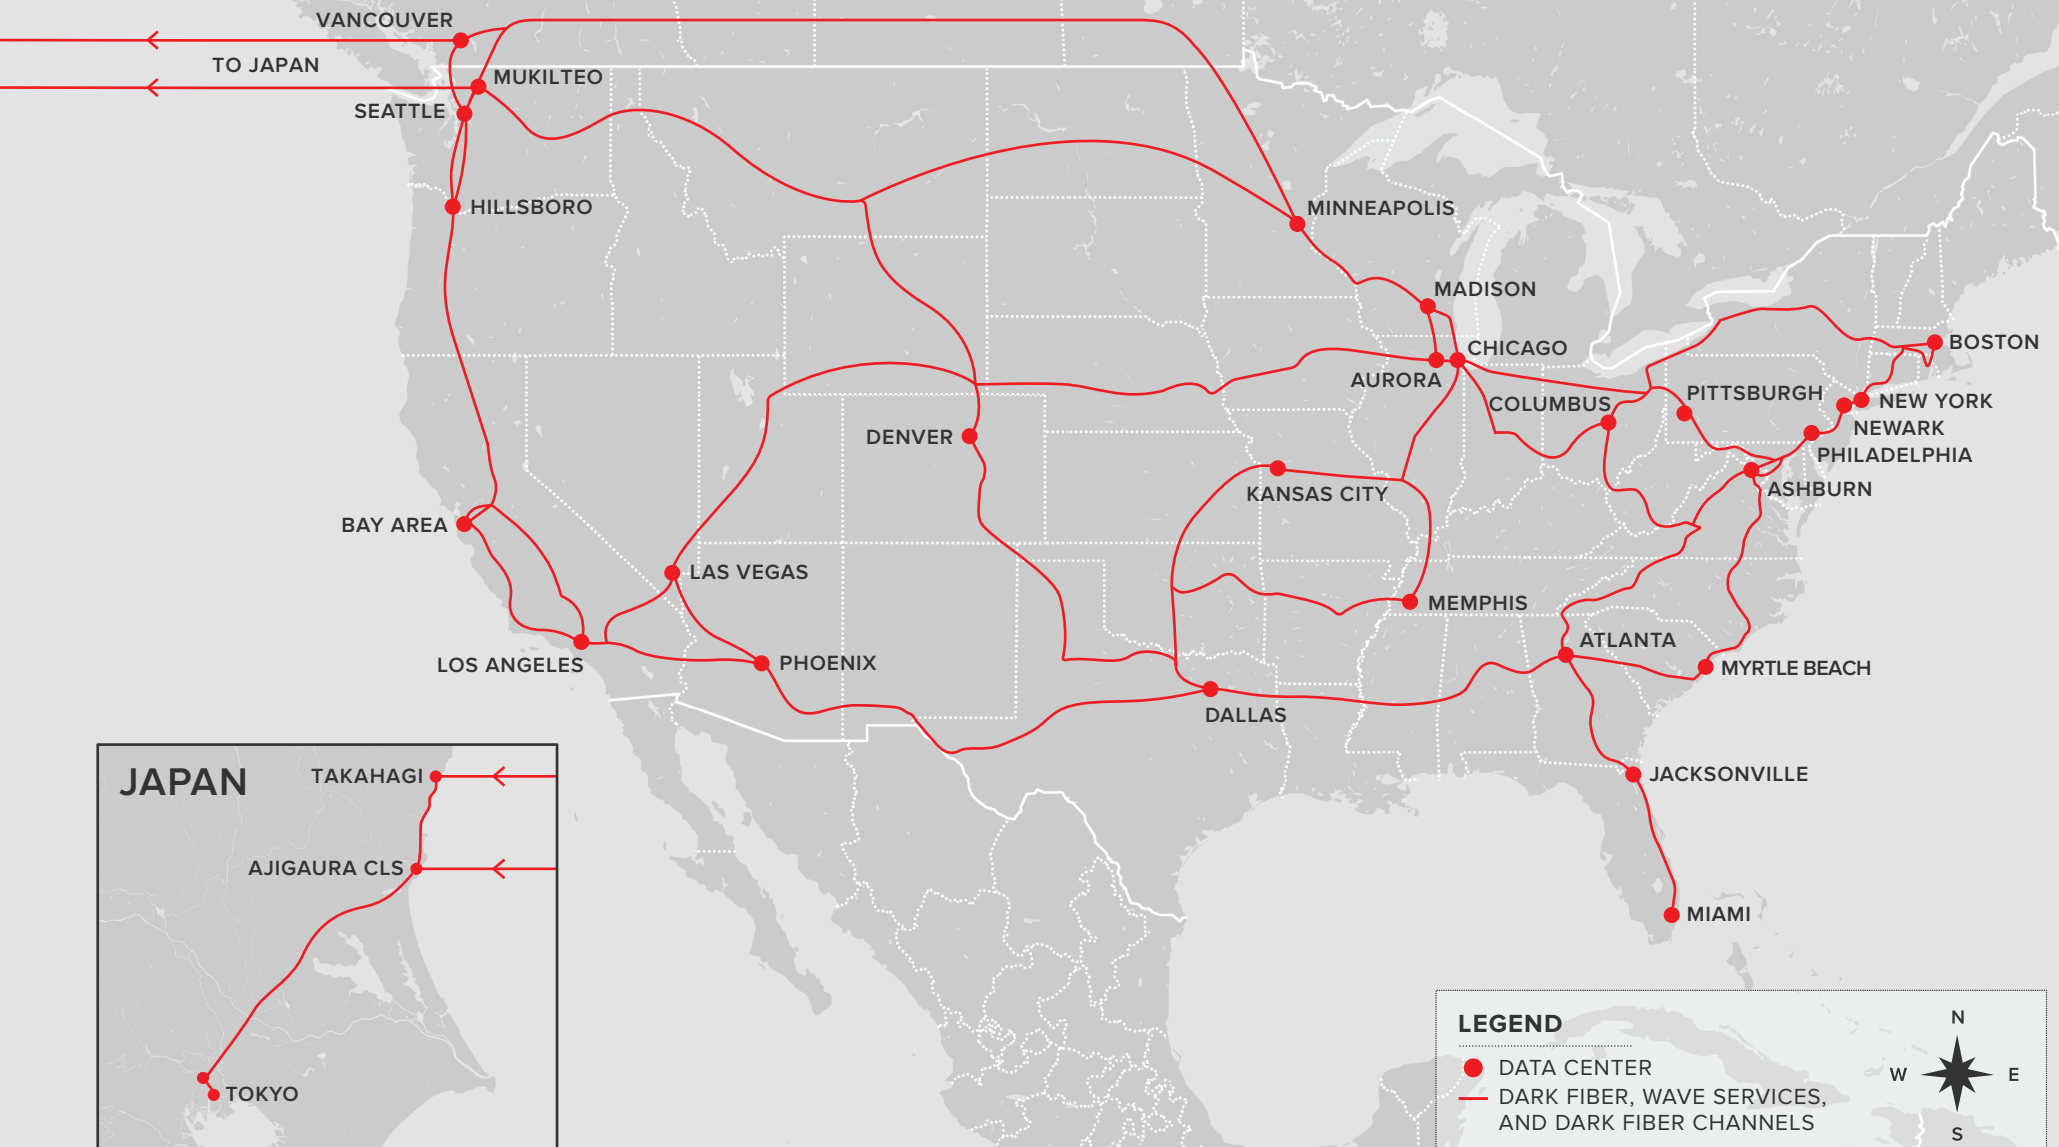 VANCOUVER
TO JAPAN
MUKILTEO
SEATTLE
HILLSBORO
MINNEAPOLIS
MADISON
CHICAGO
AURORA
BOSTON
PITTSBURGH
COLUMBUS
NEW YORK
NEWARK
PHILADELPHIA
ASHBURN
DENVER
KANSAS CITY
BAY AREA
LAS VEGAS
MEMPHIS
ATLANTA
LOS ANGELES
PHOENIX
MYRTLE BEACH
DALLAS
JACKSONVILLE
MIAMI
JAPAN
TAKAHAGI
AJIGAURA CLS
TOKYO
LEGEND
DATA CENTER
DARK FIBER, WAVE SERVICES,
AND DARK FIBER CHANNELS
N
W
E
S